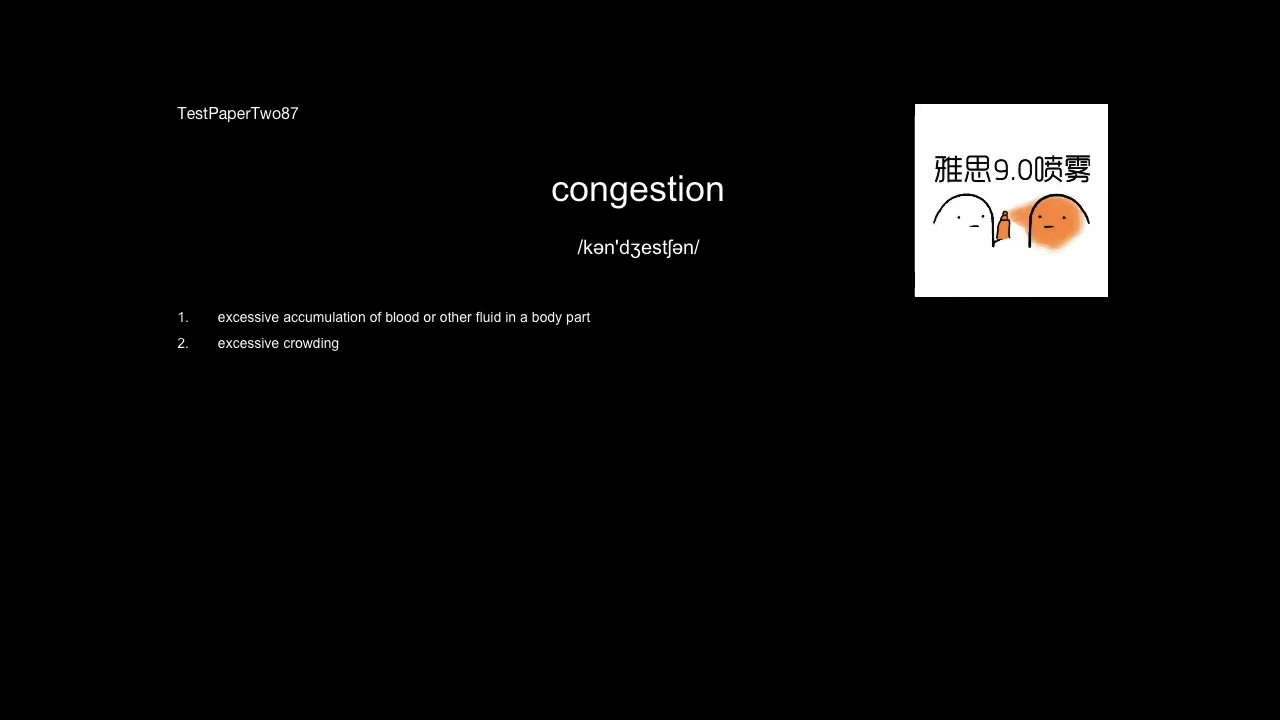 TestPaperTwo87
congestion
/kən'dʒestʃən/
雅思9.0喷雾
1. excessive accumulation of blood or other fluid in a body part
2. excessive crowding